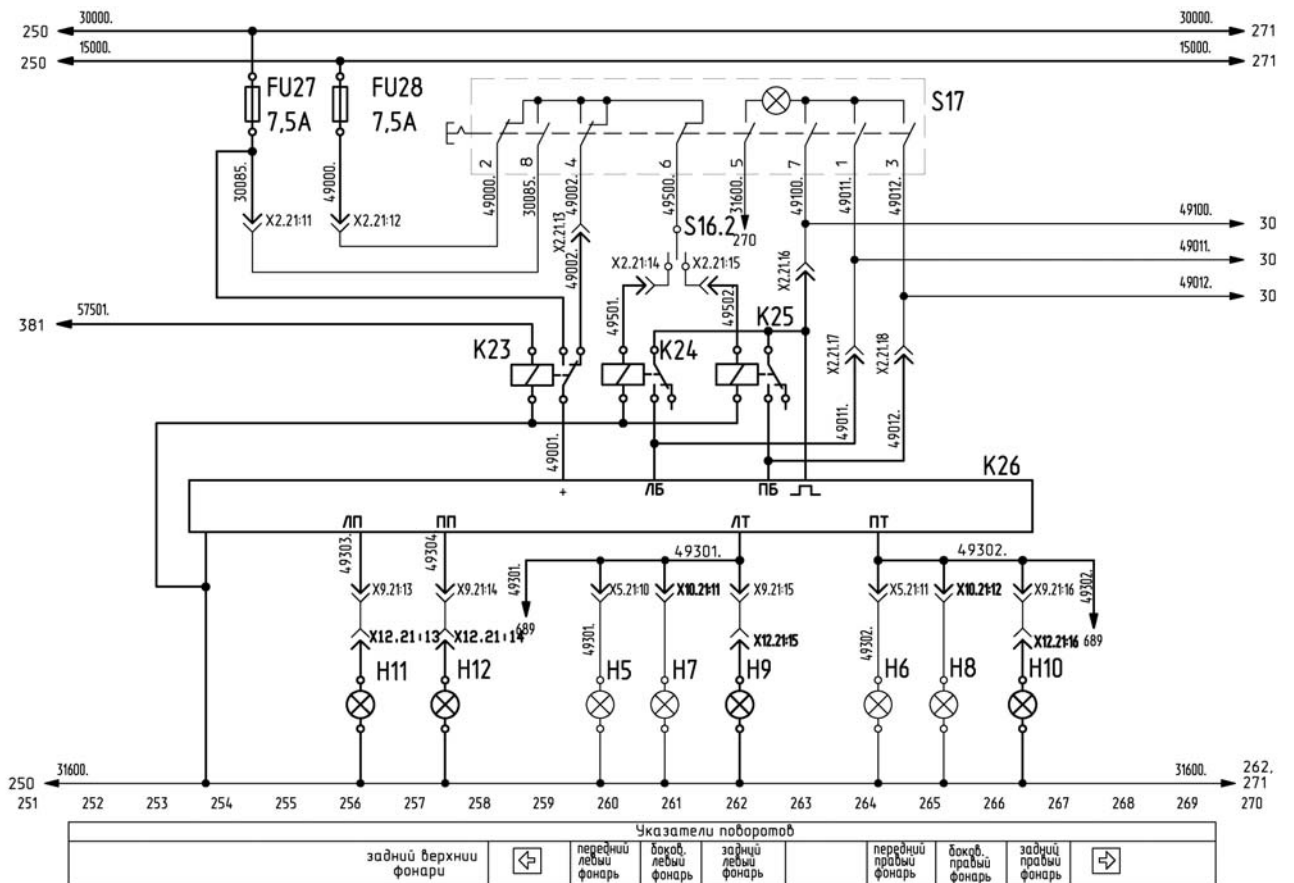 30000. 30000.
250 271
15000. 15000.
250 271
FU27 FU28 S17
7,5A 7,5A
2 8 4 6 5 7 1 3
30085. 49000. 49000. 30085. 49002. 49500. 31600. 49100. 49011. 49012.
X2.21:11 X2.21:12 X2.21.13 S16.2 270
49100. 30
49011. 30
49012. 30
49002. X2.21:14 X2.21:15 X2.21.16
57501.
381
49501. 49502. K25
K23 K24 X2.21.17 X2.21.18
49011. 49012.
49001.
K26
+ ЛБ ПБ
ЛП ПП ЛТ ПТ
49303. 49304. 49301. 49301. 49302. 49302.
X9.21:13 X9.21:14 X5.21:10 X10.21:11 X9.21:15 X5.21:11 X10.21:12 X9.21:16
689 689
X12.21:13 X12.21:14 49301. X12.21:15 49302. X12.21:16
H11 H12 H5 H7 H9 H6 H8 H10
31600. 31600.
250 262,
271
251 252 253 254 255 256 257 258 259 260 261 262 263 264 265 266 267 268 269 270
Указатели поворотов
задний верхнии
фонари
передний
левый
фонарь
боков.
левый
фонарь
задний
левый
фонарь
передний
правый
фонарь
боков.
правый
фонарь
задний
правый
фонарь